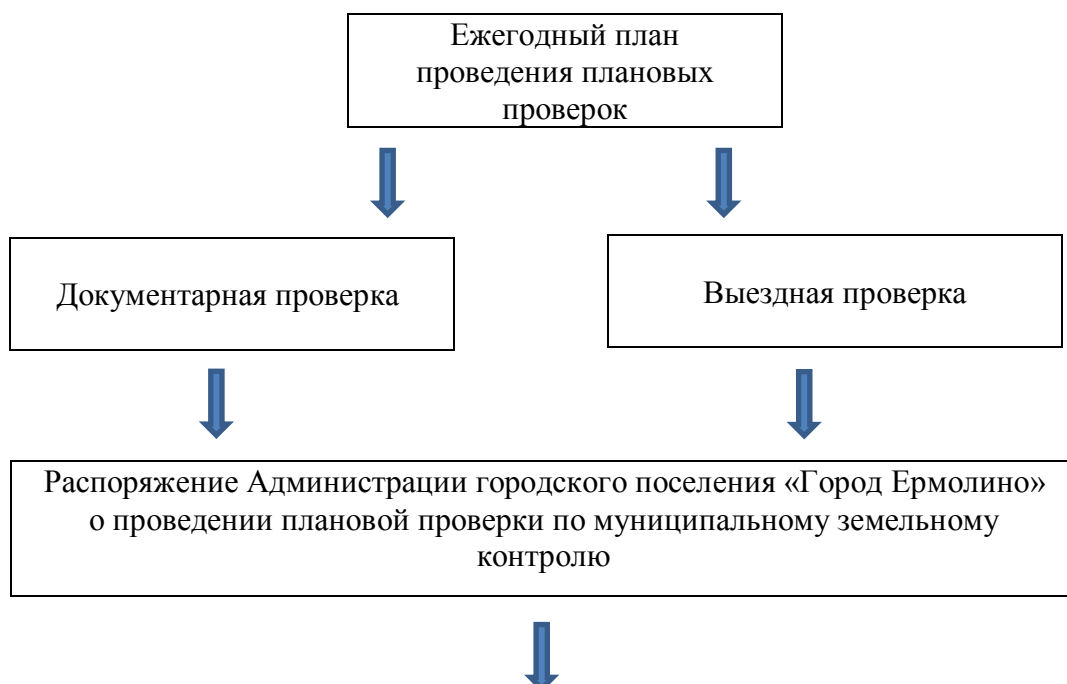 Ежегодный план
проведения плановых
проверок
Документарная проверка
Выездная проверка
Распоряжение Администрации городского поселения «Город Ермолино»
о проведении плановой проверки по муниципальному земельному
контролю